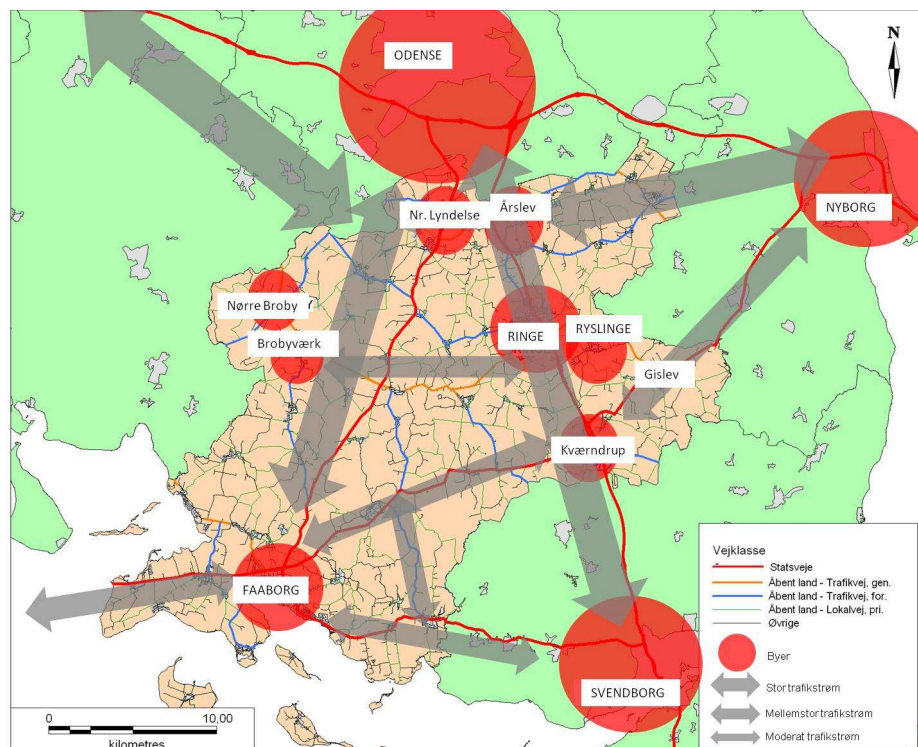 ODENSE
N
NYBORG
Nr. Lyndelse
Årslev
Nørre Broby
Brobyværk
RINGE
RYSLINGE
Gislev
Kværndrup
FAABORG
SVENDBORG
Vejklasse
Statsveje
Åbent land - Trafikvej, gen.
Åbent land - Trafikvej, for.
Åbent land - Lokalvej, pri.
Øvrige
Byer
Stor trafikstrøm
Mellemstor trafikstrøm
Moderat trafikstrøm
0 10,00
kilometres